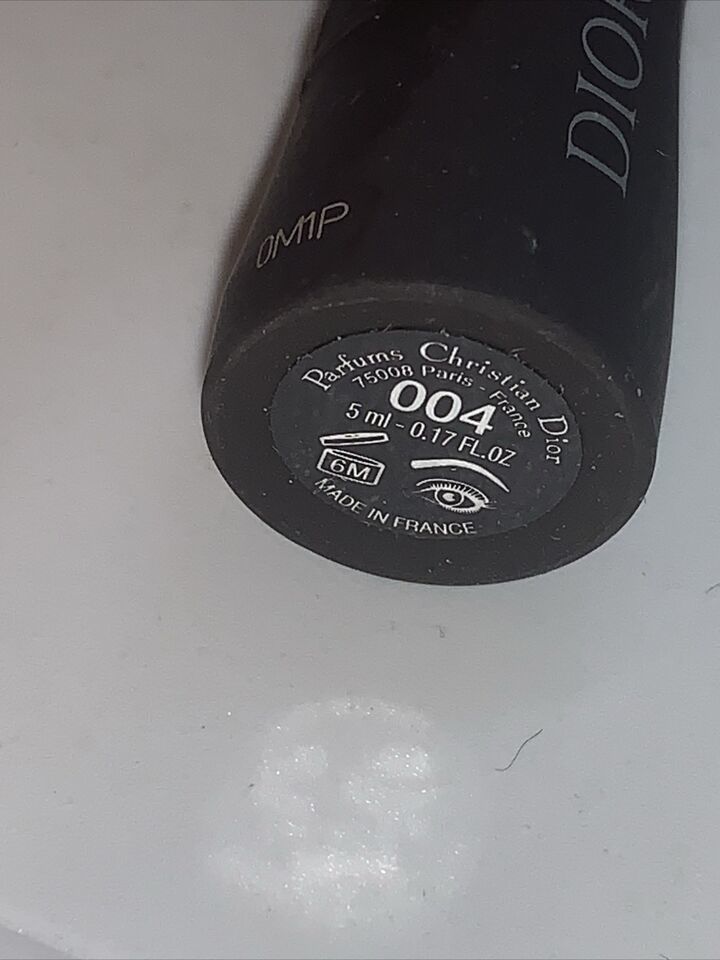 DIOR
0M1P
Parfums Christian Dior
75008 Paris - France
004
5 ml - 0.17 FL.OZ
6M
MADE IN FRANCE